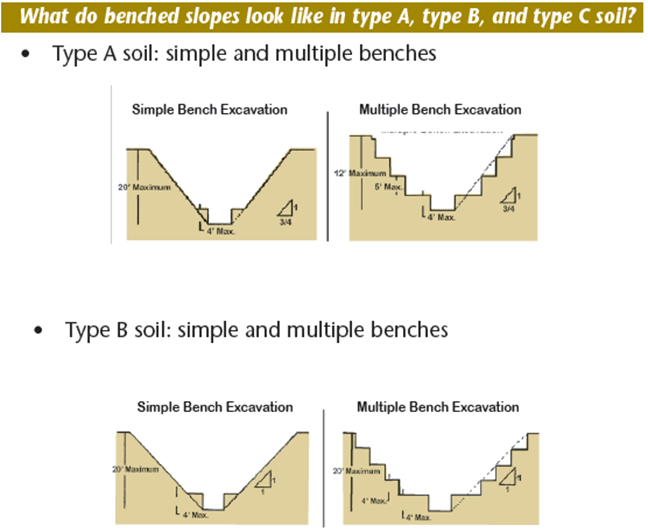 What do benched slopes look like in type A, type B, and type C soil?
• Type A soil: simple and multiple benches
Simple Bench Excavation
Multiple Bench Excavation
20' Maximum
4' Max.
1
3/4
12' Maximum
5' Max.
4' Max.
1
3/4
• Type B soil: simple and multiple benches
Simple Bench Excavation
Multiple Bench Excavation
20' Maximum
4' Max.
1
1
20' Maximum
4' Max.
4' Max.
1
1